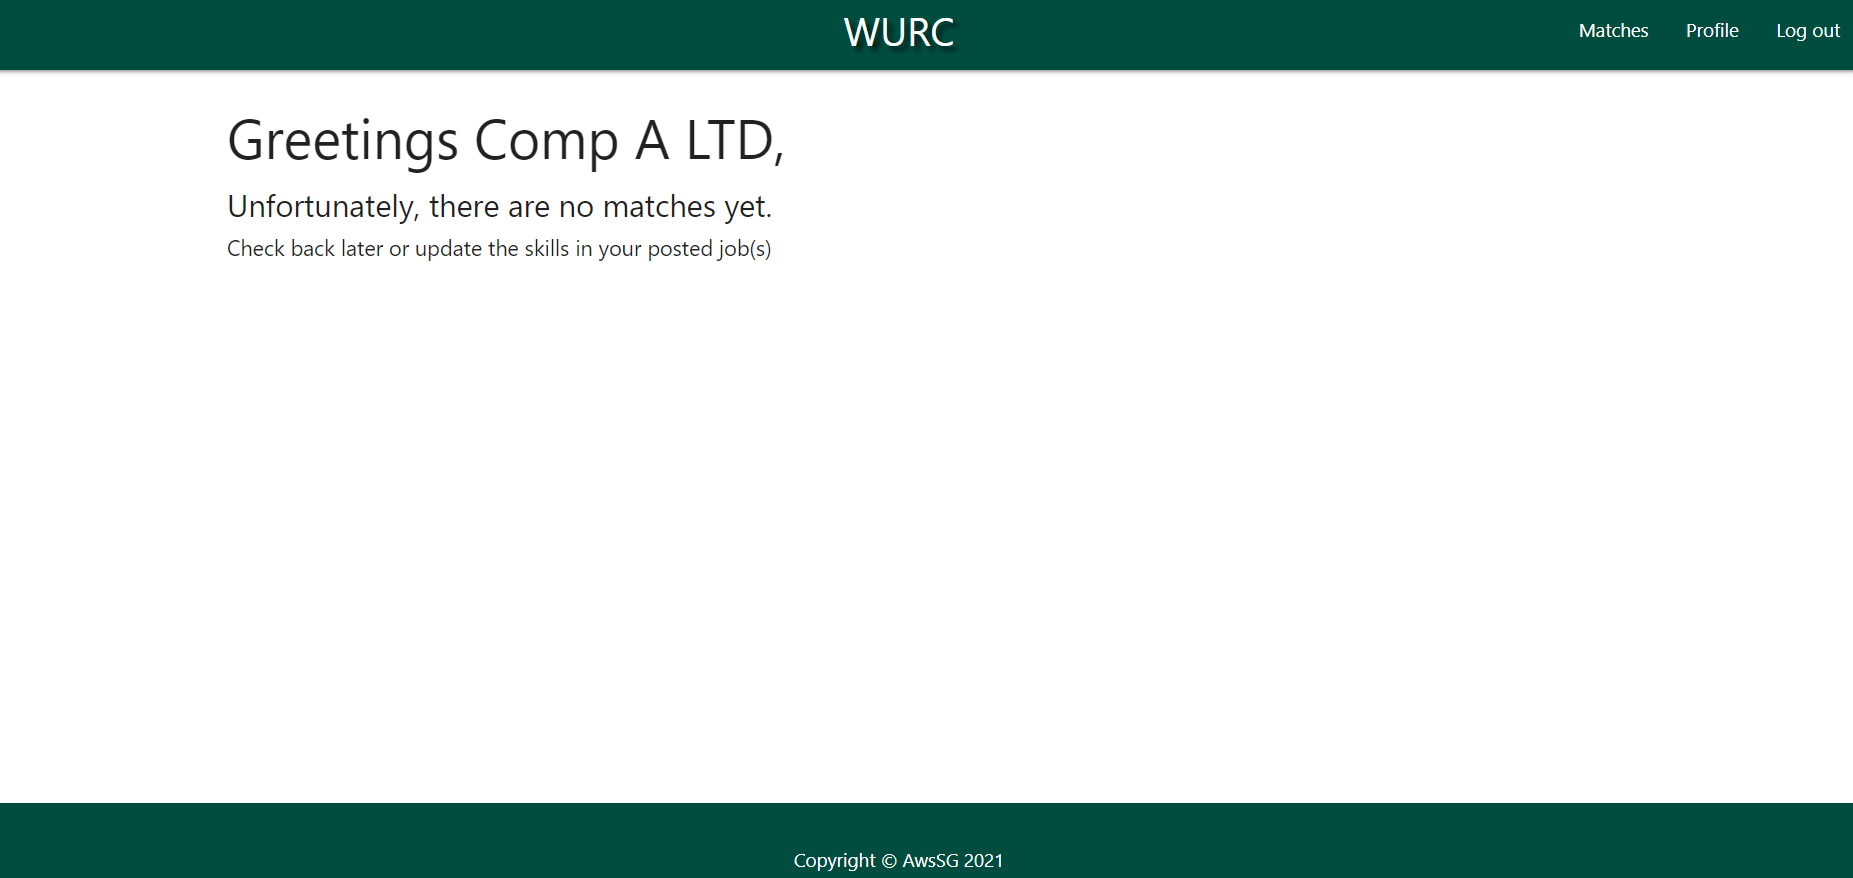 WURC
Matches Profile Log out
Greetings Comp A LTD,
Unfortunately, there are no matches yet.
Check back later or update the skills in your posted job(s)
Copyright © AwsSG 2021